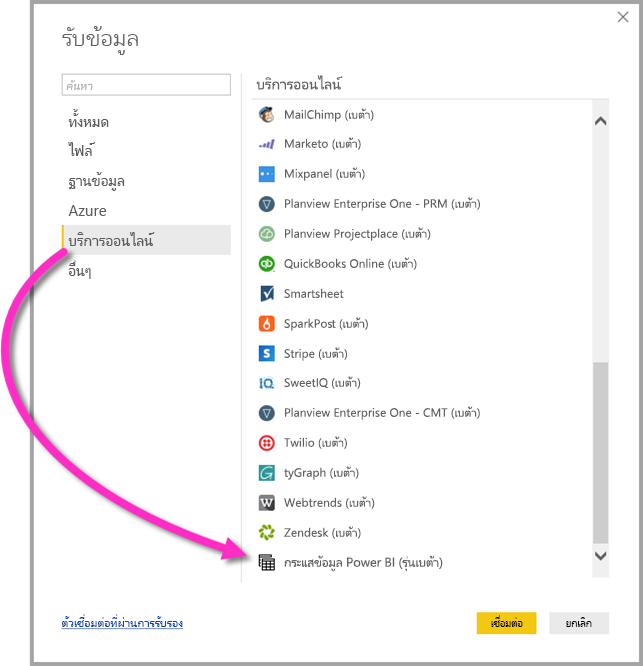 รับข้อมูล
ค้นหา
ทั้งหมด
ไฟล์
ฐานข้อมูล
Azure
บริการออนไลน์
อื่นๆ
บริการออนไลน์
MailChimp (เบต้า)
Marketo (เบต้า)
Mixpanel (เบต้า)
Planview Enterprise One - PRM (เบต้า)
Planview Projectplace (เบต้า)
QuickBooks Online (เบต้า)
Smartsheet
SparkPost (เบต้า)
Stripe (เบต้า)
SweetIQ (เบต้า)
Planview Enterprise One - CMT (เบต้า)
Twilio (เบต้า)
tyGraph (เบต้า)
Webtrends (เบต้า)
Zendesk (เบต้า)
กระแสข้อมูล Power BI (รุ่นเบต้า)
ตัวเชื่อมต่อที่ผ่านการรับรอง
เชื่อมต่อ
ยกเลิก